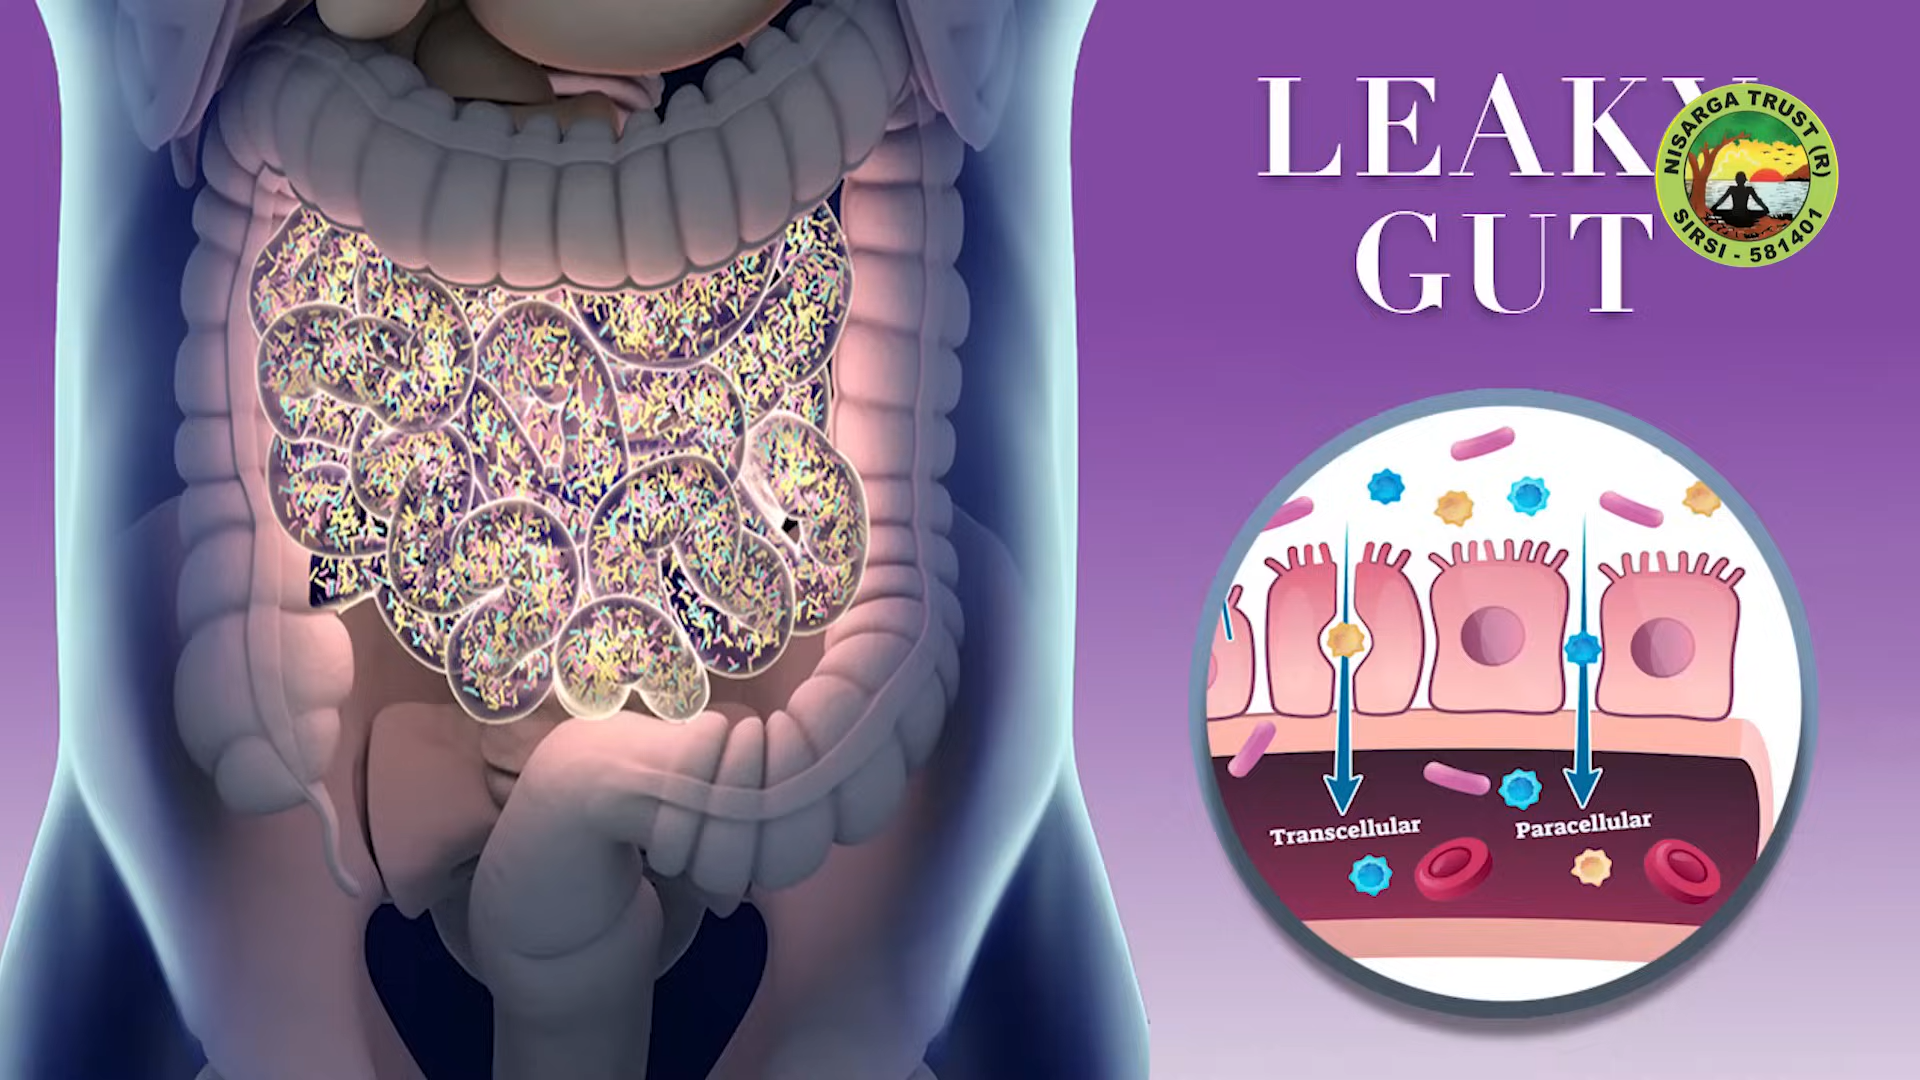 LEAKY
GUT
NISARGA TRUST (R)
SIRSI - 581401
Transcellular
Paracellular